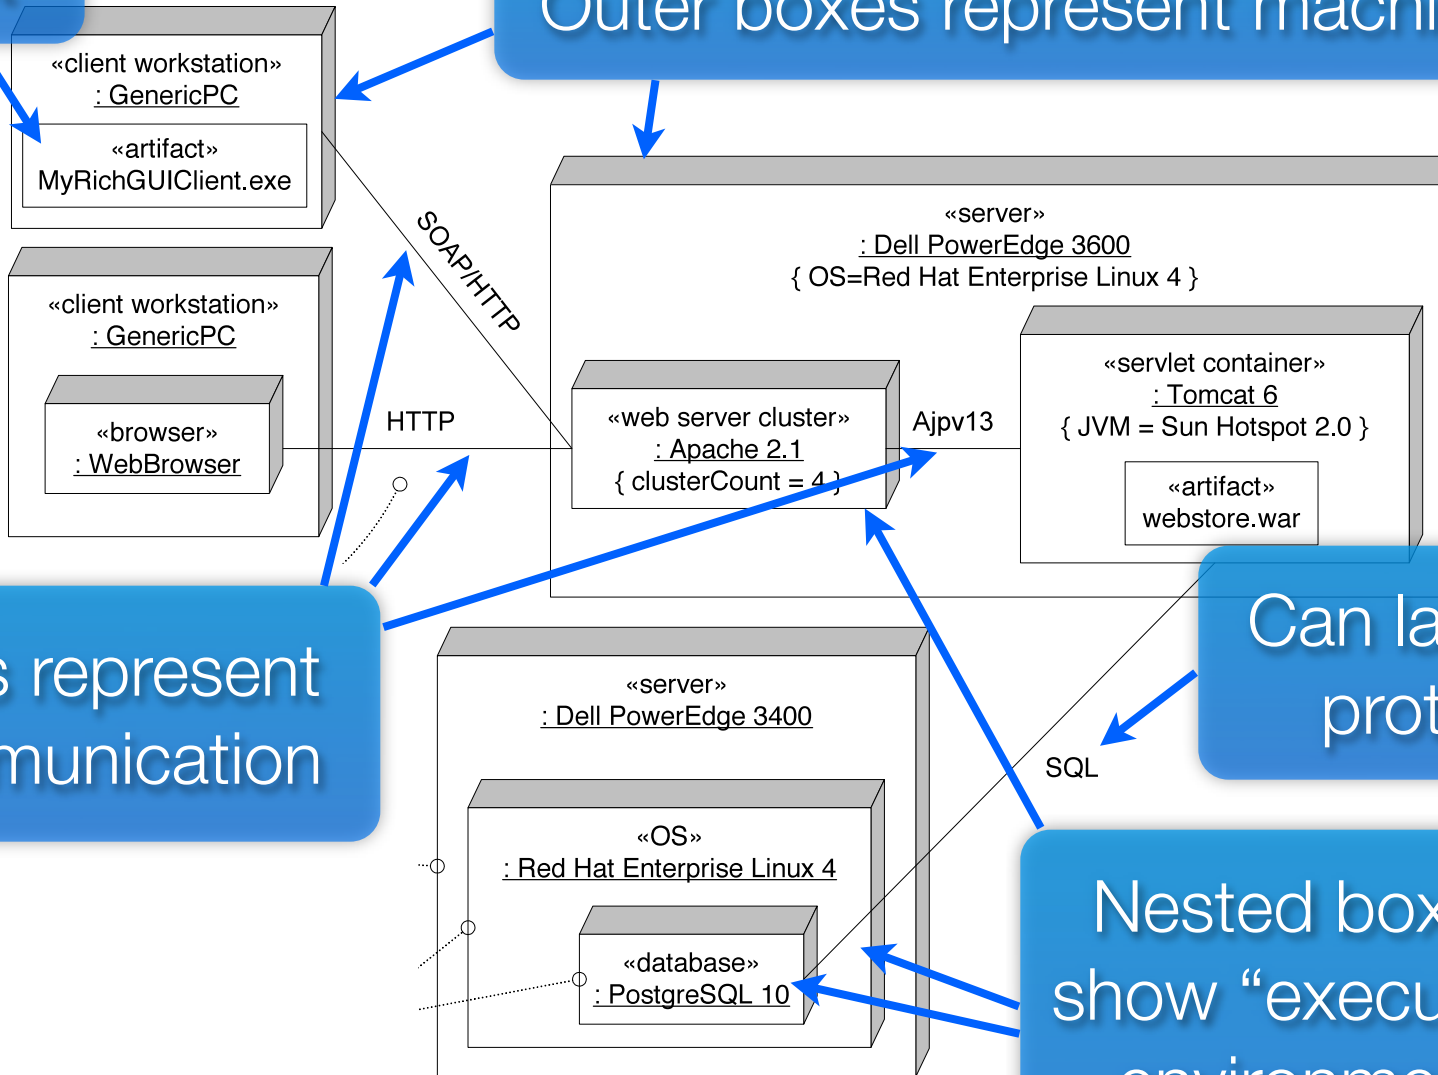 Outer boxes represent
«client workstation»
: GenericPC
«artifact»
MyRichGUIClient.exe
«client workstation»
: GenericPC
«browser»
: WebBrowser
SOAP/HTTP
HTTP
«server»
: Dell PowerEdge 3600
{ OS=Red Hat Enterprise Linux 4 }
«web server cluster»
: Apache 2.1
{ clusterCount = 4 }
Ajpv13
«servlet container»
: Tomcat 6
{ JVM = Sun Hotspot 2.0 }
«artifact»
webstore.war
s represent
munication
Can la
prot
SQL
«server»
: Dell PowerEdge 3400
«OS»
: Red Hat Enterprise Linux 4
«database»
: PostgreSQL 10
Nested box
show “execu
environme